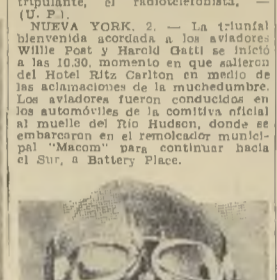 tripulante, el radiotelefonista, —
(U. P.).
NUEVA YORK, 2. — La triunfal
bienvenida acordada a los aviadores
Willie Post y Harold Gatti se inició
a las 10.30, momento en que salieron
del Hotel Ritz Carlton en medio de
las aclamaciones de la muchedumbre.
Los aviadores fueron conducidos en
los automóviles de la comitiva oficial
al muelle del Río Hudson, donde se
embarcaron en el remolcador munici-
pal "Macom" para continuar hacia
el Sur, a Battery Place.